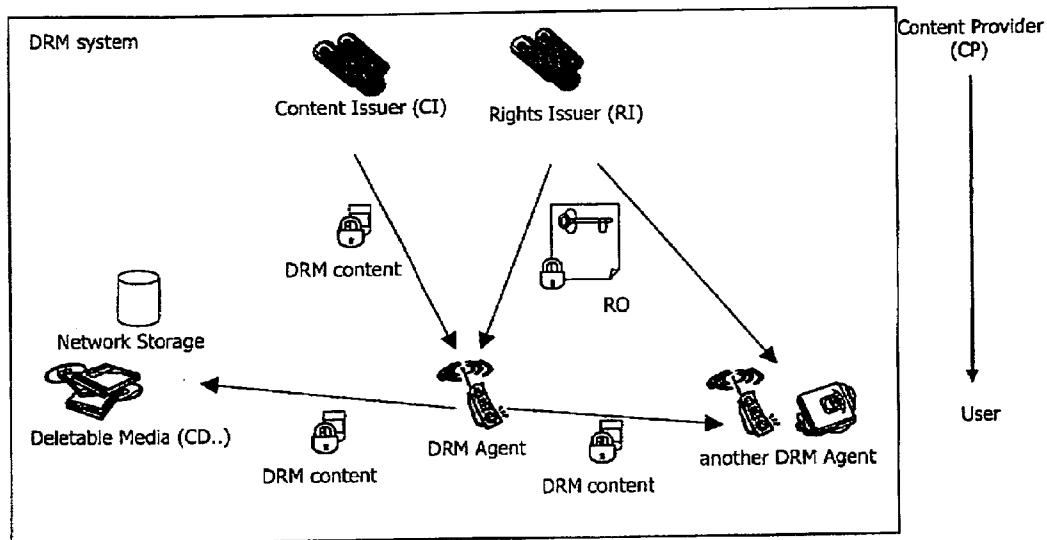 DRM system
Content Provider
(CP)
Content Issuer (CI)
Rights Issuer (RI)
DRM content
RO
Network Storage
Deletable Media (CD..)
DRM Agent
another DRM Agent
User
DRM content
DRM content